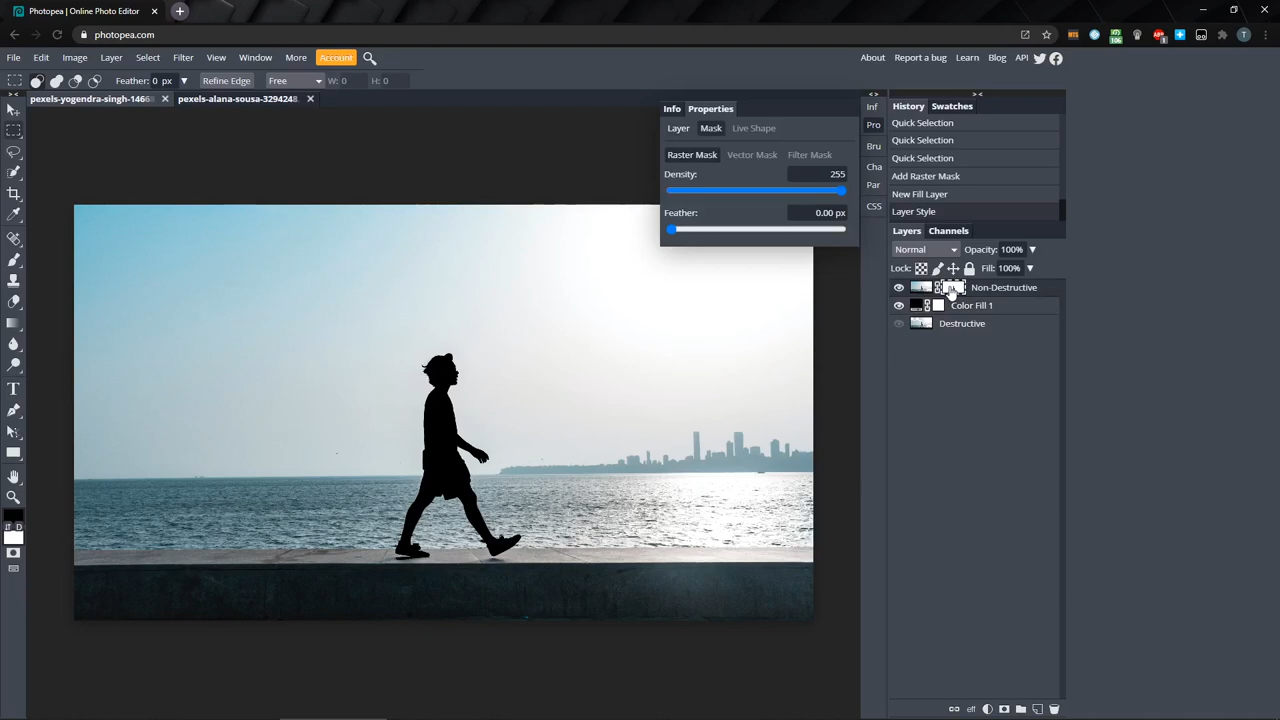 Photopea | Online Photo Editor
photopea.com
106
1
T
File Edit Image Layer Select Filter View Window More Account
About Report a bug Learn Blog API
Feather: 0 px Refine Edge Free W: 0 H: 0
pexels-yogendra-singh-1466 pexels-alana-sousa-3294248
Info Properties
Layer Mask Live Shape
Raster Mask Vector Mask Filter Mask
Density: 255
Feather: 0.00 px
Inf
Pro
Bru
Cha
Par
CSS
History Swatches
Quick Selection
Quick Selection
Quick Selection
Add Raster Mask
New Fill Layer
Layer Style
Layers Channels
Normal Opacity: 100%
Lock: Fill: 100%
Non-Destructive
Color Fill 1
Destructive
T
D
eff